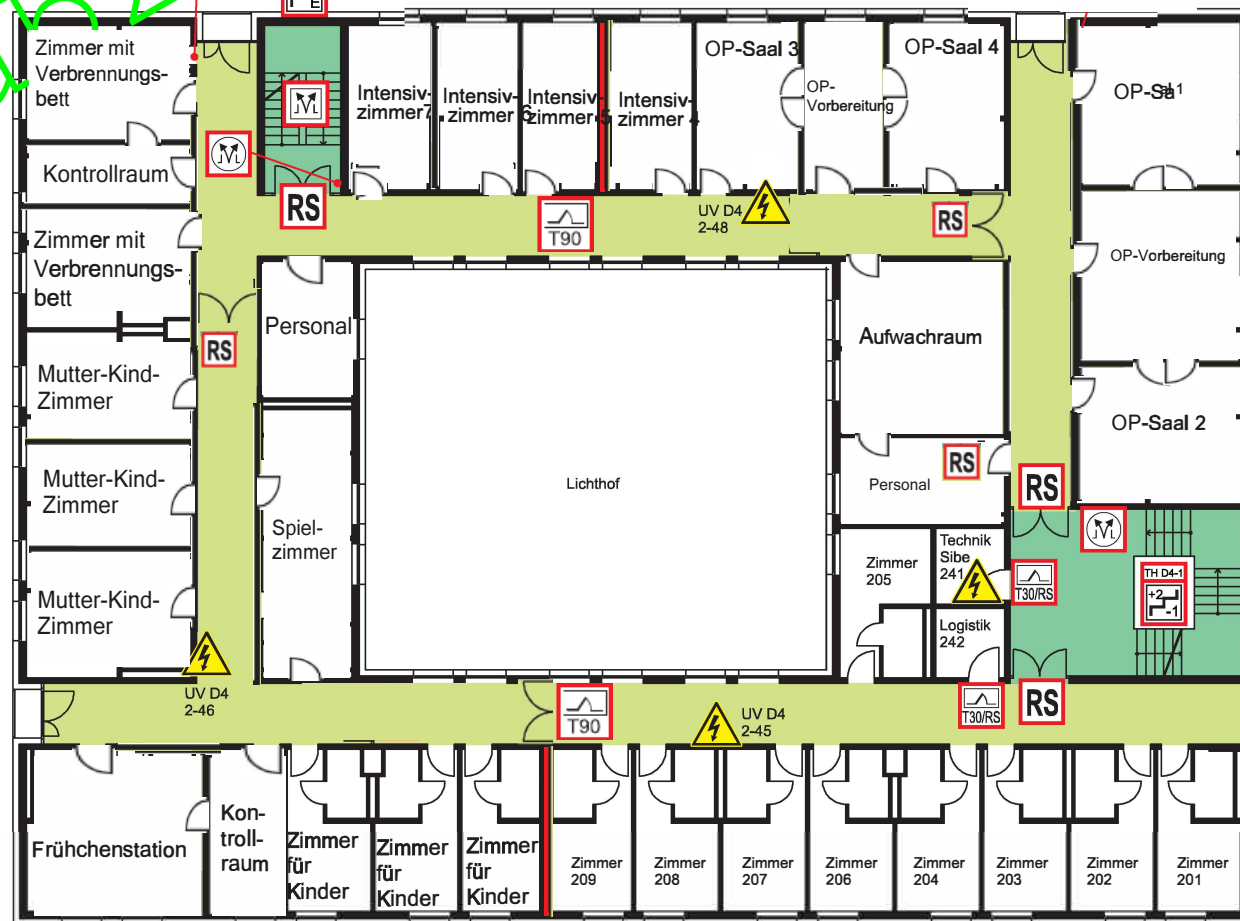 E
Zimmer mit
Verbrennungs-
bett
Kontrollraum
Zimmer mit
Verbrennungs-
bett
Mutter-Kind-
Zimmer
Mutter-Kind-
Zimmer
Mutter-Kind-
Zimmer
Intensiv-
zimmer7
Intensiv-
zimmer 6
Intensiv-
zimmer 5
Intensiv-
zimmer 4
OP-Saal 3
OP-
Vorbereitung
OP-Saal 4
OP-Saal 1
OP-Vorbereitung
OP-Saal 2
RS
T90
UV D4
2-48
RS
RS
Personal
Spiel-
zimmer
Lichthof
Aufwachraum
Personal
RS
RS
Zimmer
205
Technik
Sibe
241
T30/RS
Logistik
242
TH D4-1
+2
-1
UV D4
2-46
T90
UV D4
2-45
T30/RS
RS
Frühchenstation
Kon-
troll-
raum
Zimmer
für
Kinder
Zimmer
für
Kinder
Zimmer
für
Kinder
Zimmer
209
Zimmer
208
Zimmer
207
Zimmer
206
Zimmer
204
Zimmer
203
Zimmer
202
Zimmer
201